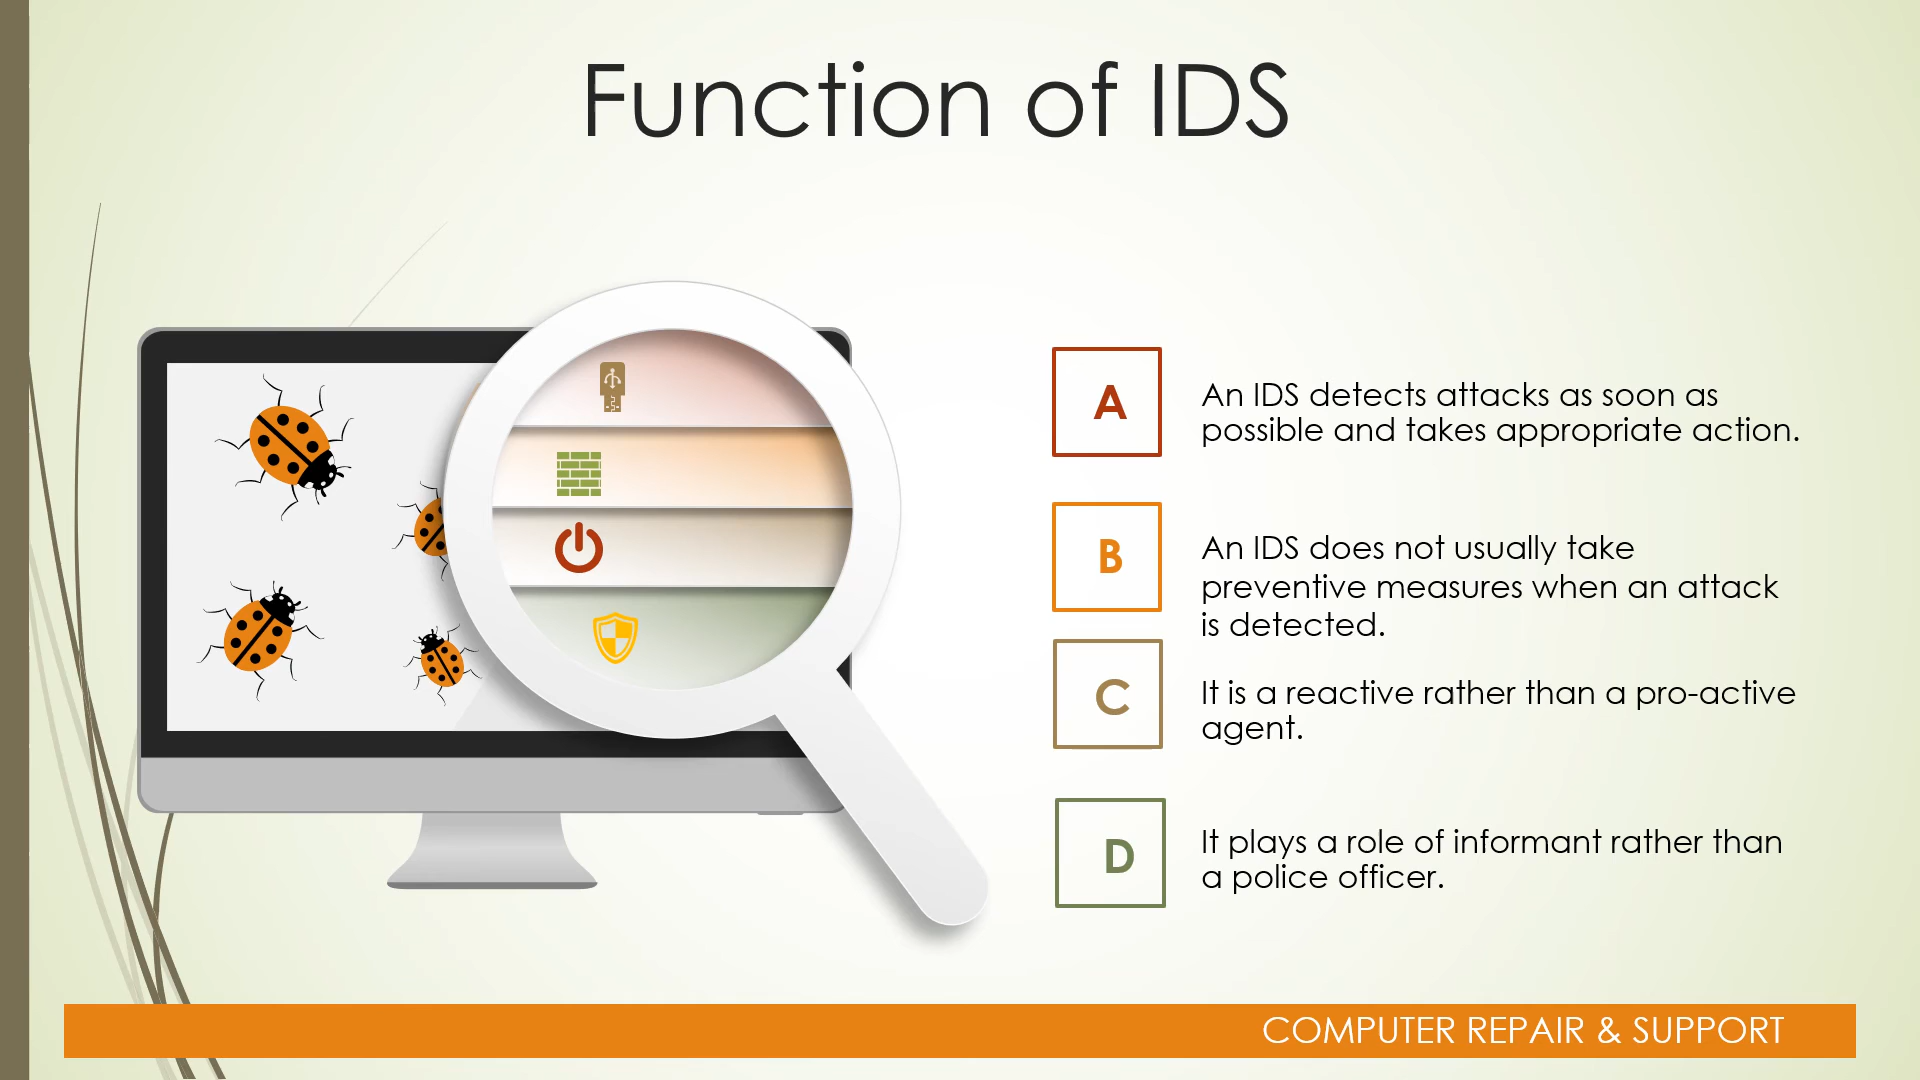 Function of IDS
A
An IDS detects attacks as soon as
possible and takes appropriate action.
B
An IDS does not usually take
preventive measures when an attack
is detected.
C
It is a reactive rather than a pro-active
agent.
D
It plays a role of informant rather than
a police officer.
COMPUTER REPAIR & SUPPORT